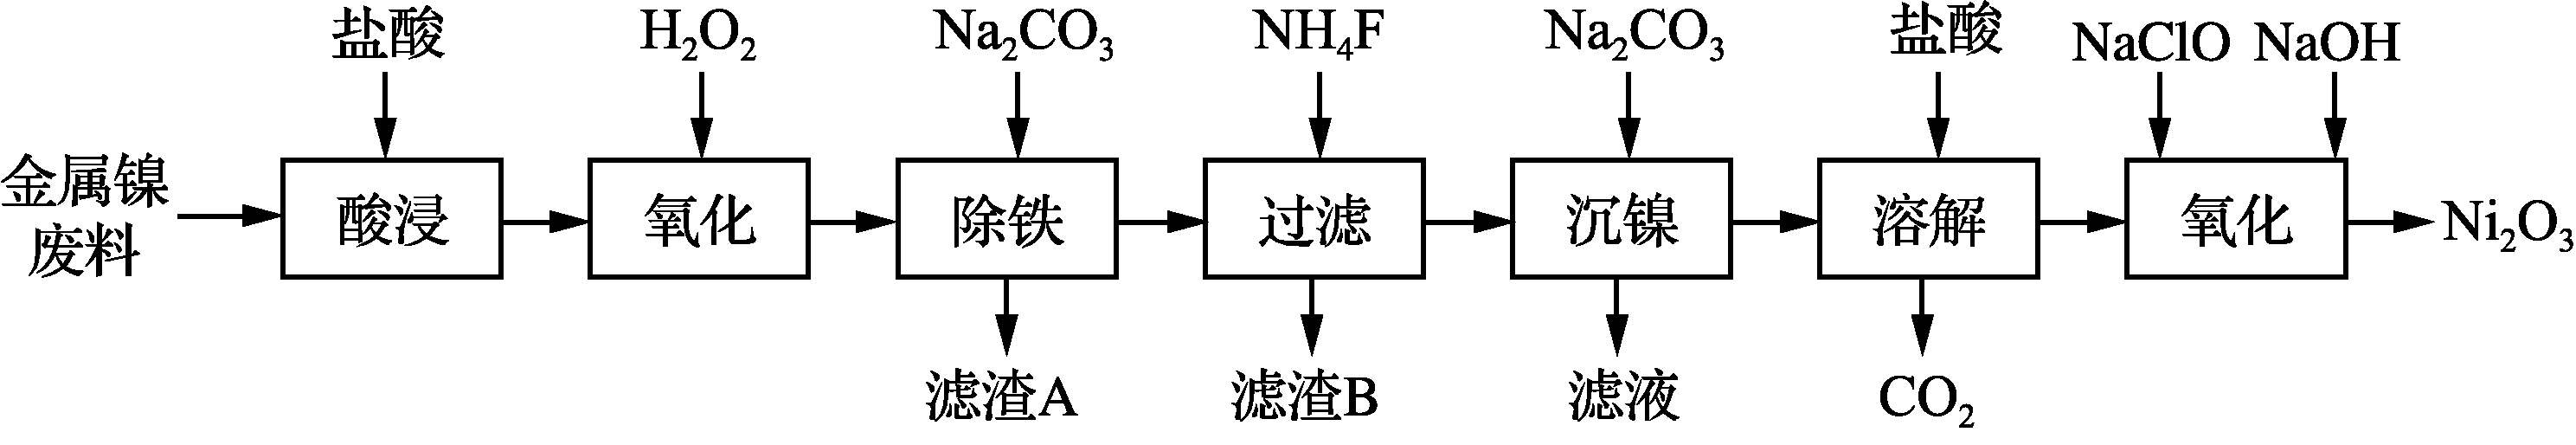 盐酸
H₂O₂
Na₂CO₃
NH₄F
Na₂CO₃
盐酸
NaClO
NaOH
金属镍
废料
酸浸
氧化
除铁
过滤
沉镍
溶解
氧化
Ni₂O₃
滤渣A
滤渣B
滤液
CO₂